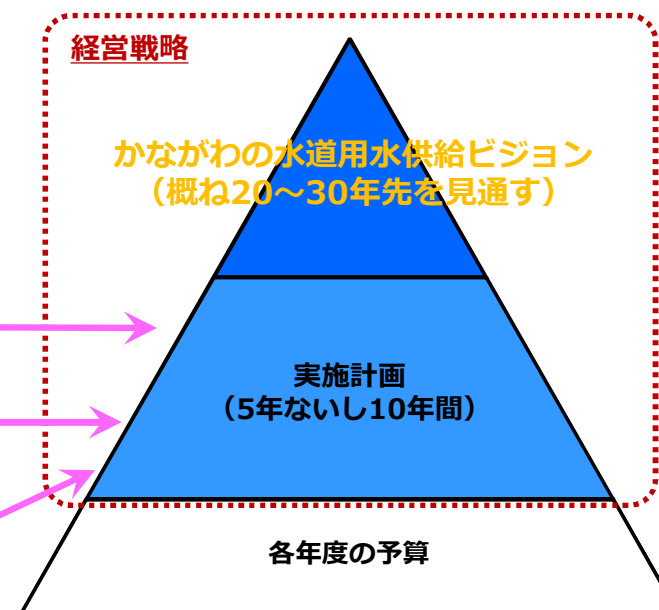 経営戦略
かながわの水道用水供給ビジョン
（概ね20～30年先を見通す）
実施計画
（5年ないし10年間）
各年度の予算